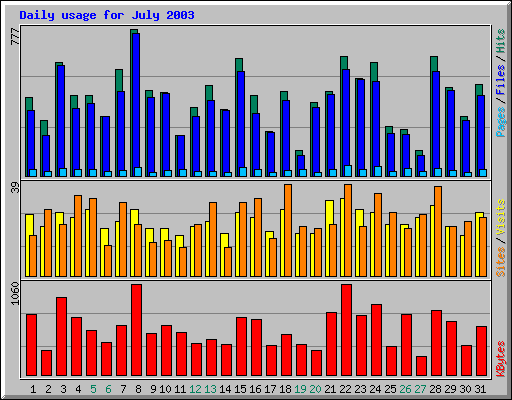 Daily usage for July 2003
777
Pages / Files / Hits
39
Sites / Visits
1060
KBytes
1 2 3 4 5 6 7 8 9 10 11 12 13 14 15 16 17 18 19 20 21 22 23 24 25 26 27 28 29 30 31